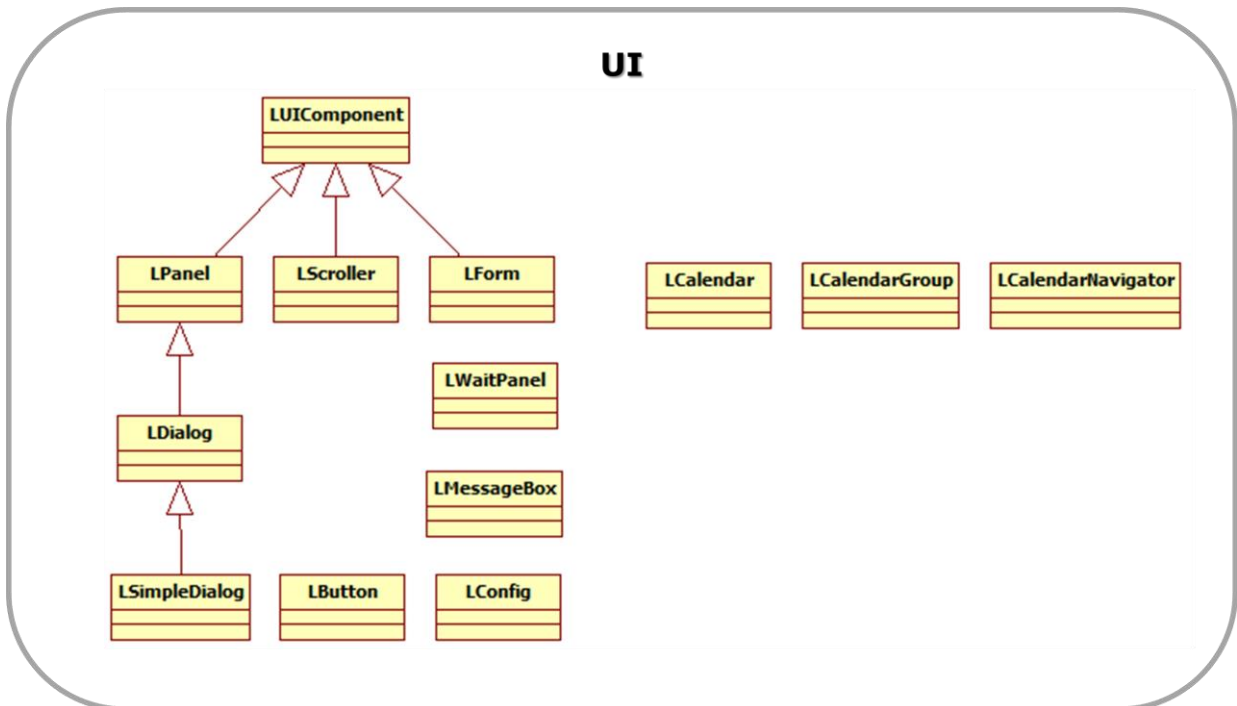 UI
LUIComponent
LPanel
LScroller
LForm
LCalendar
LCalendarGroup
LCalendarNavigator
LWaitPanel
LDialog
LMessageBox
LSimpleDialog
LButton
LConfig